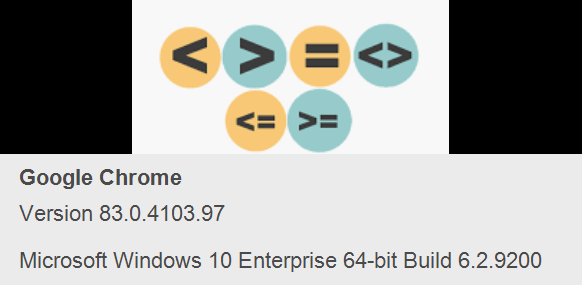 < > = <>
<= >=
Google Chrome
Version 83.0.4103.97
Microsoft Windows 10 Enterprise 64-bit Build 6.2.9200